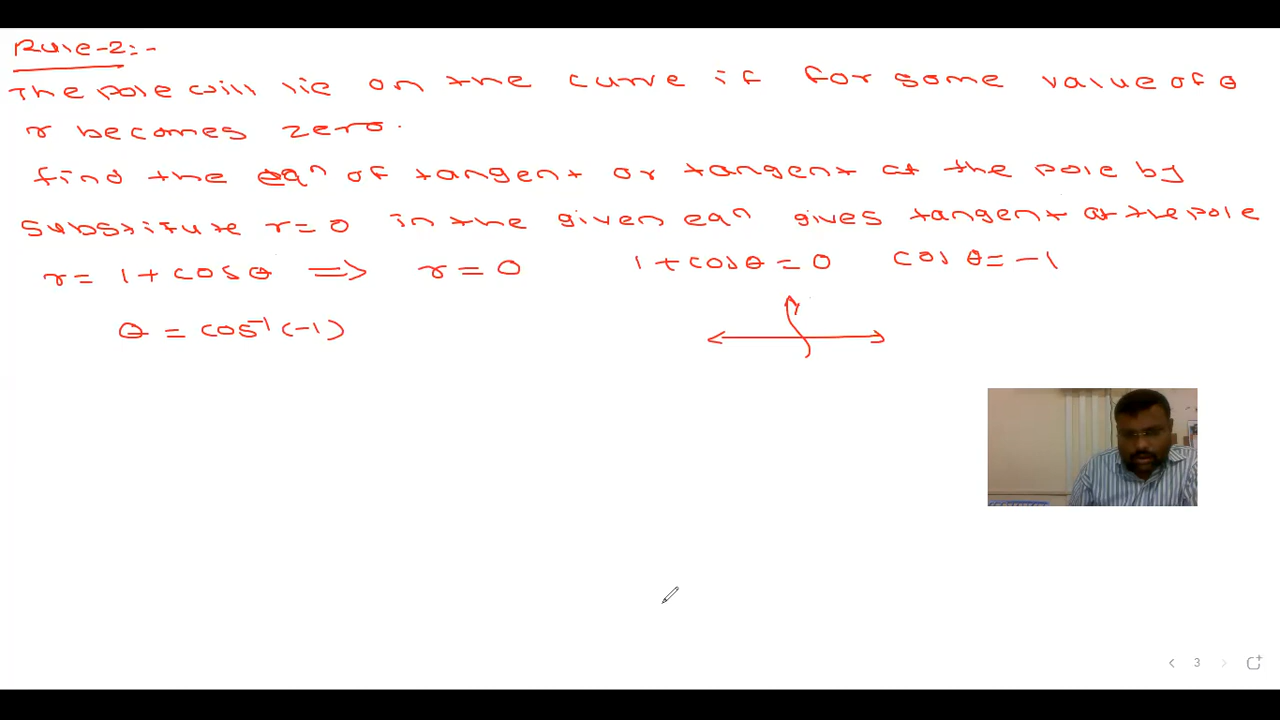 Rule-2:-
The pole will lie on the curve if for some value of θ
r becomes zero.
find the eqn of tangent or tangent at the pole by
substitute r=0 in the given eqn gives tangent at the pole
r= 1+cosθ ⇒ r=0 1+cosθ=0 cosθ=-1
θ = cos⁻¹(-1)
3